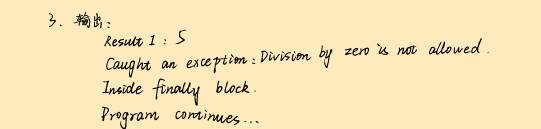 3. 输出:
Result 1 : 5
Caught an exception : Division by zero is not allowed.
Inside finally block.
Program continues...